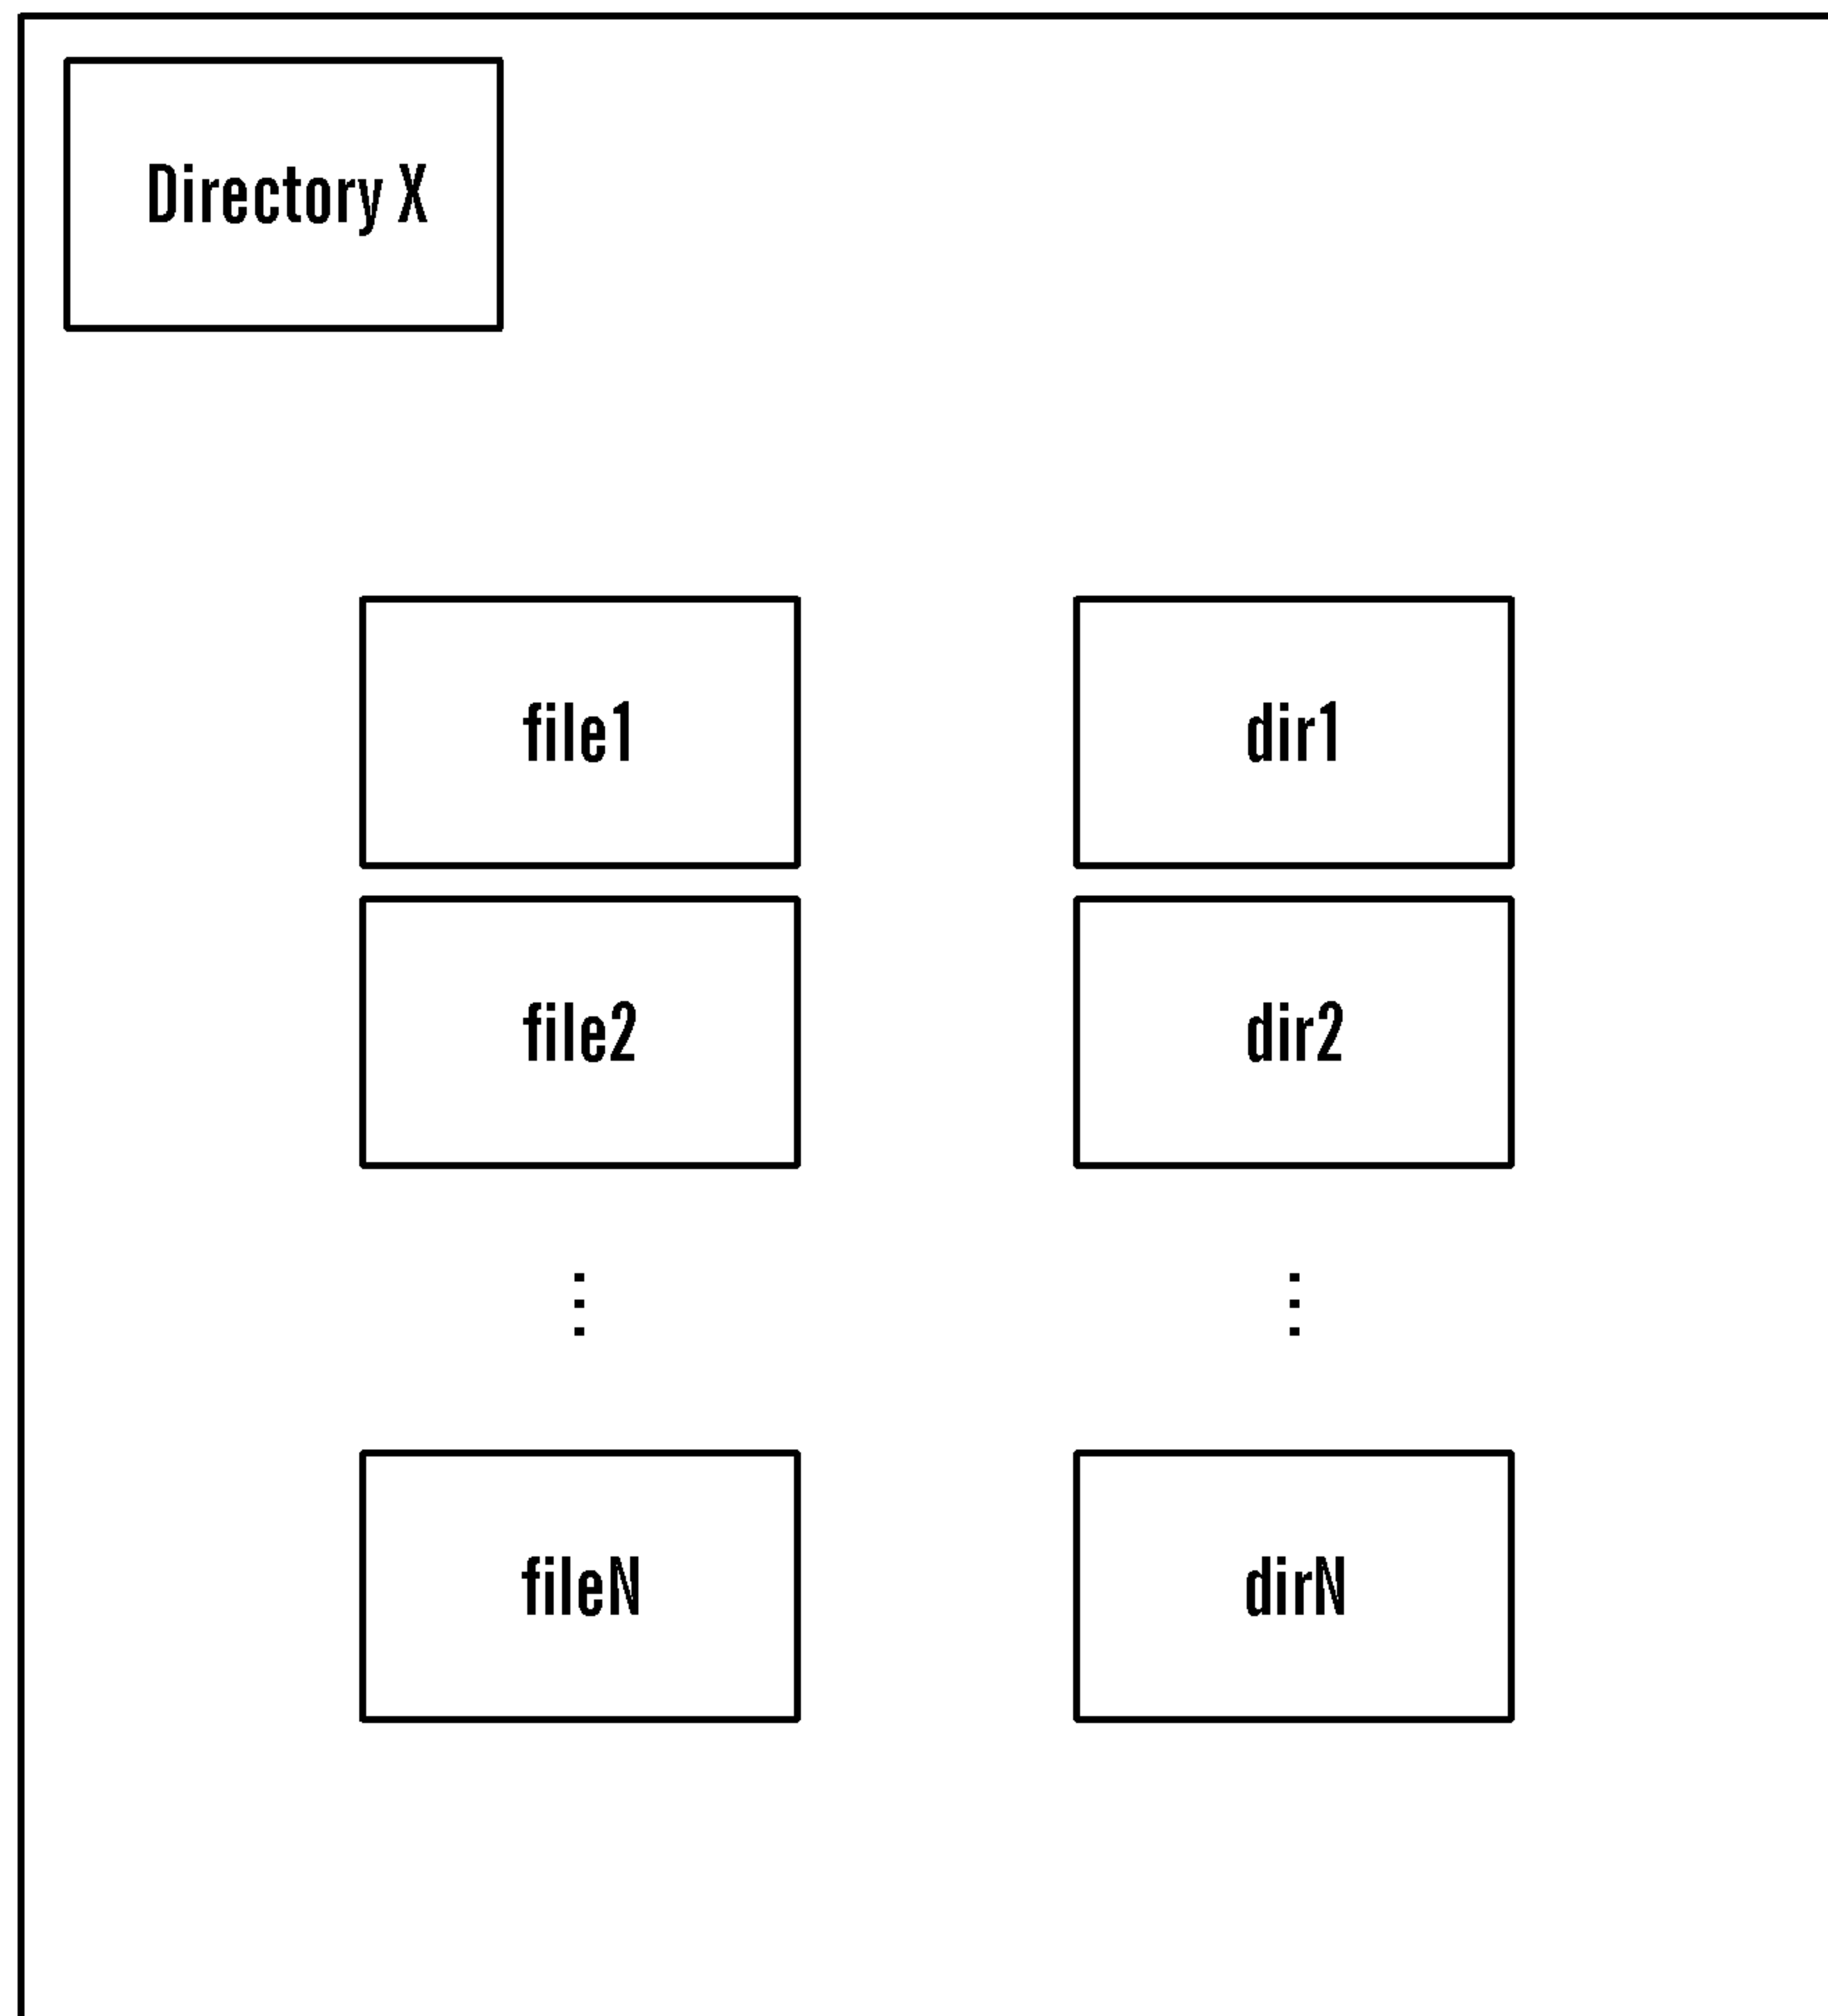 Directory X
file1
dir1
file2
dir2
⋮
⋮
fileN
dirN